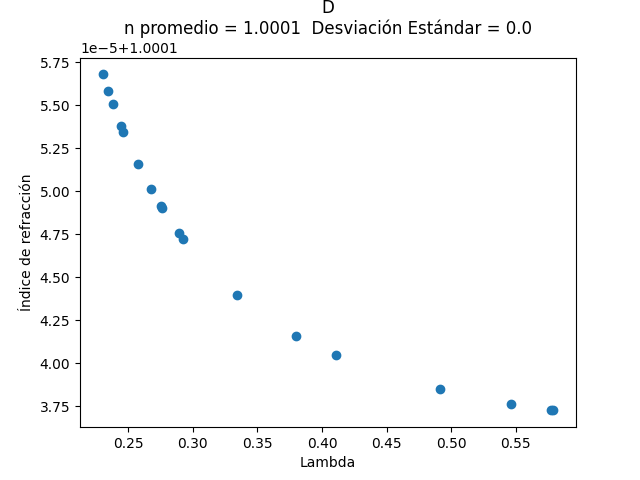 D
n promedio = 1.0001  Desviación Estándar = 0.0
1e−5+1.0001
5.75
5.50
5.25
5.00
4.75
4.50
4.25
4.00
3.75
Índice de refracción
0.25 0.30 0.35 0.40 0.45 0.50 0.55
Lambda